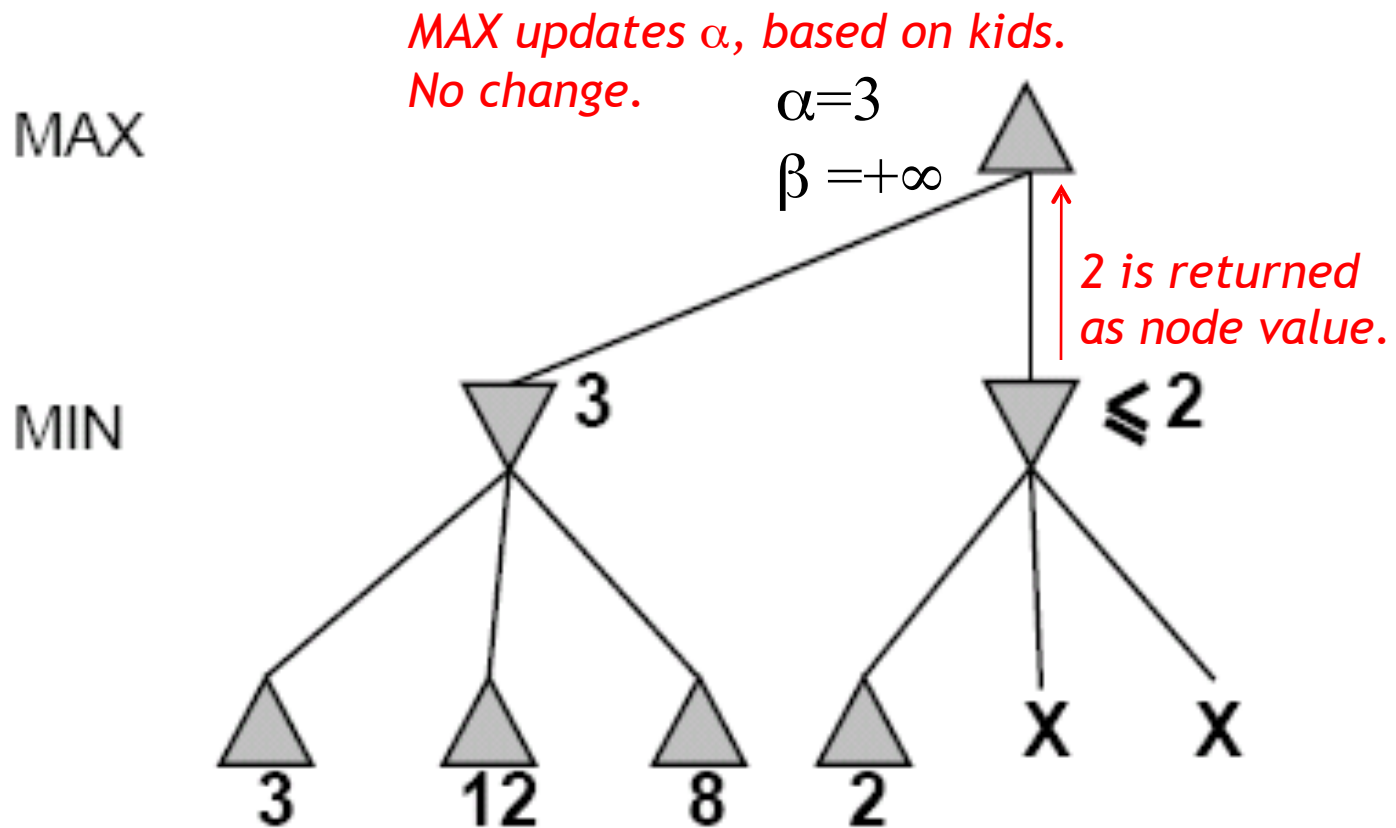 MAX updates α, based on kids.
No change.
α=3
MAX
β =+∞
2 is returned
as node value.
3
≤ 2
MIN
X
X
3
12
8
2